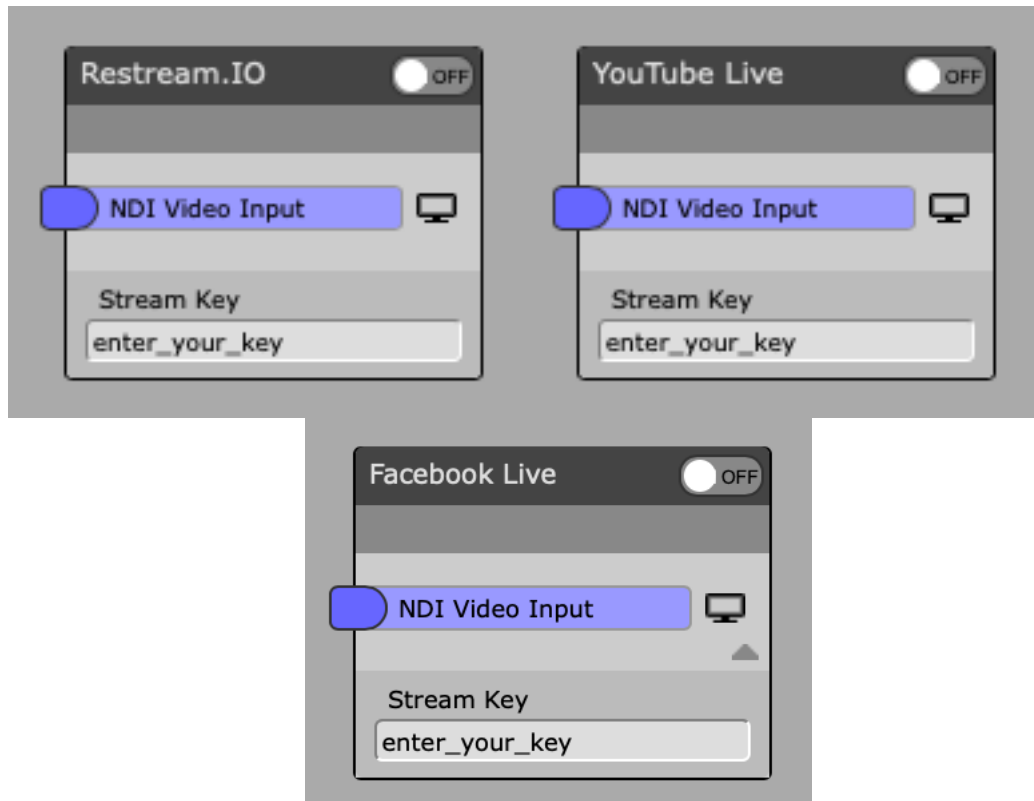 Restream.IO
OFF
NDI Video Input
Stream Key
enter_your_key
YouTube Live
OFF
NDI Video Input
Stream Key
enter_your_key
Facebook Live
OFF
NDI Video Input
Stream Key
enter_your_key